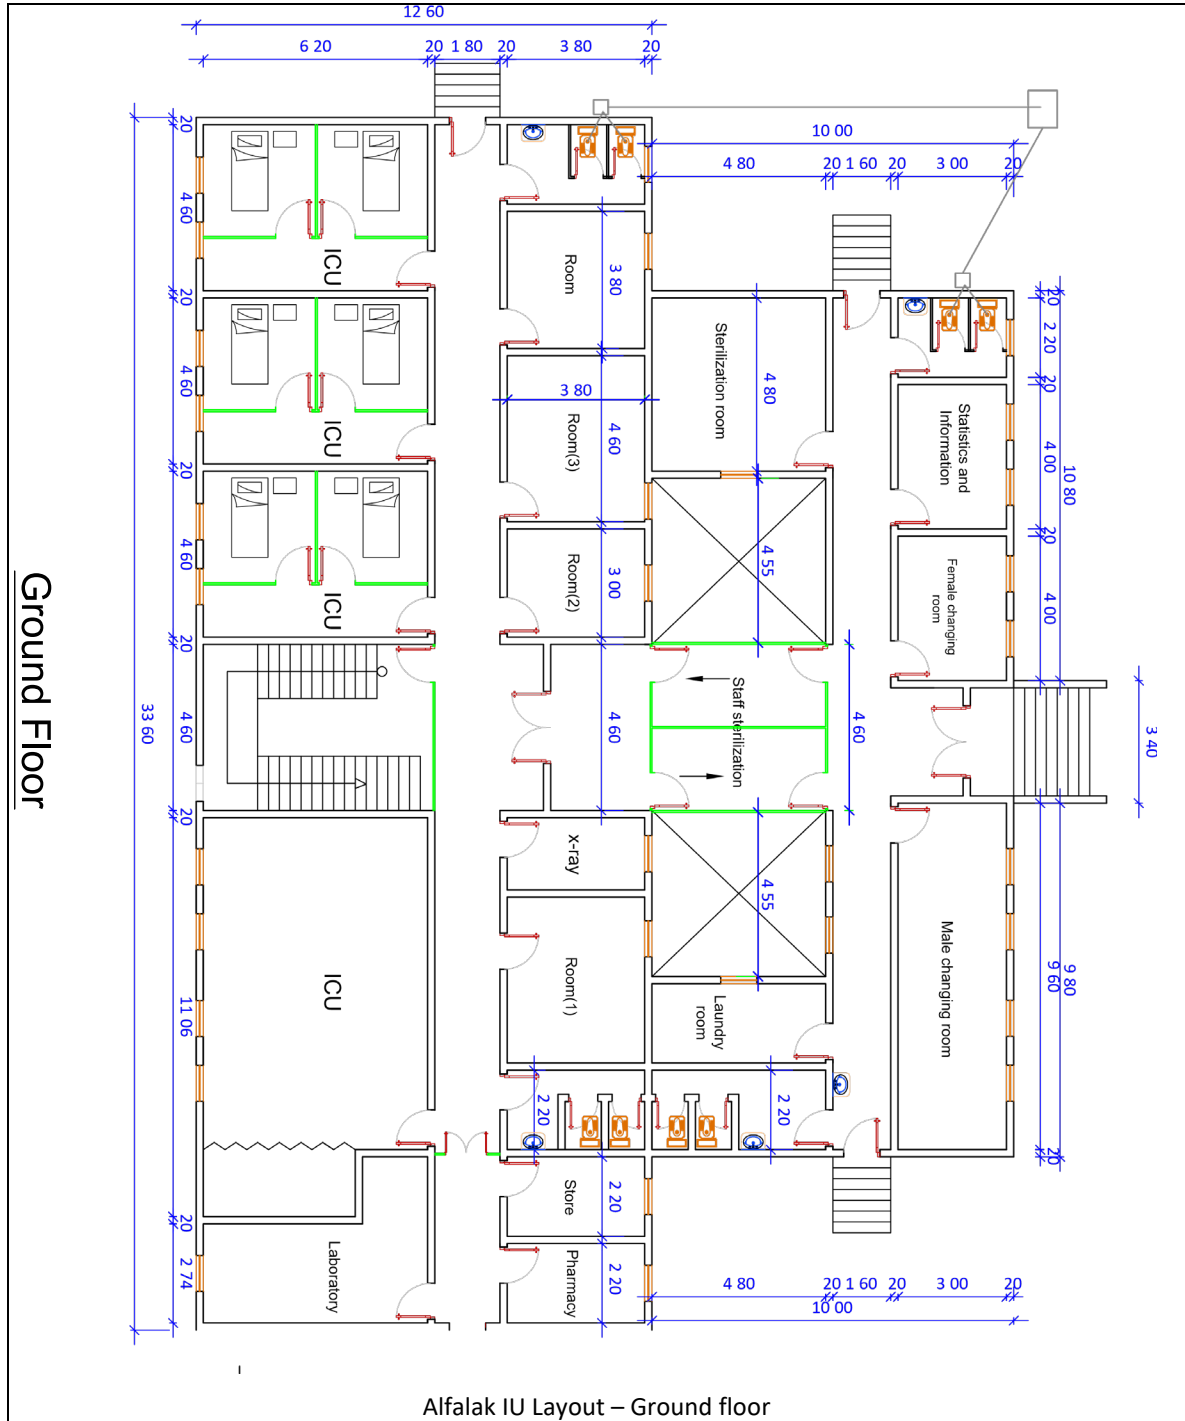 12 60
6 20
20
1 80
20
3 80
20
10 00
4 80
20
1 60
20
3 00
20
20
4 60
20
4 60
20
4 60
20
4 60
20
11 06
20
2 74
33 60
ICU
ICU
ICU
ICU
Laboratory
Room
3 80
3 80
Room(3)
4 60
Room(2)
3 00
4 60
x-ray
Room(1)
2 20
Store
2 20
Pharmacy
2 20
Sterilization room
4 80
4 55
Staff sterilization
4 60
4 55
Laundry
room
2 20
20
2 20
20
Statistics and
Information
4 00
20
10 80
Female changing
room
4 00
3 40
Male changing room
9 60
9 80
20
4 80
20
1 60
20
3 00
20
10 00
Ground Floor
Alfalak IU Layout – Ground floor